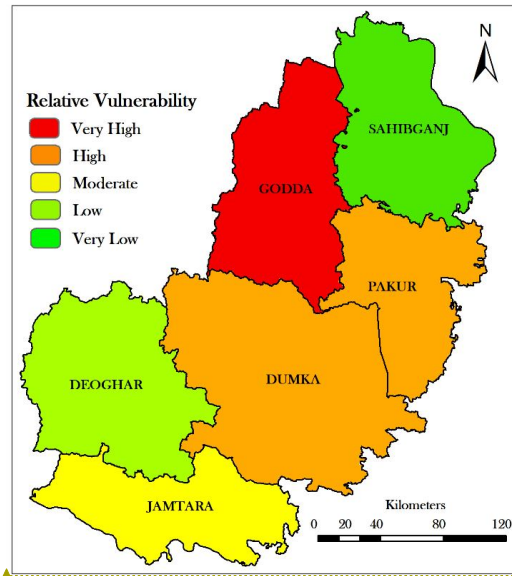 N
Relative Vulnerability
Very High
High
Moderate
Low
Very Low
SAHIBGANJ
GODDA
PAKUR
DUMKA
DEOGHAR
JAMTARA
Kilometers
0 20 40 80 120